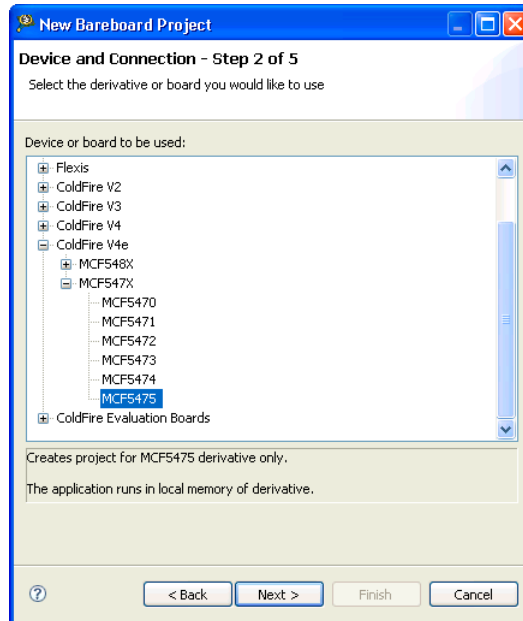 New Bareboard Project
Device and Connection - Step 2 of 5
Select the derivative or board you would like to use
Device or board to be used:
Flexis
ColdFire V2
ColdFire V3
ColdFire V4
ColdFire V4e
MCF548X
MCF547X
MCF5470
MCF5471
MCF5472
MCF5473
MCF5474
MCF5475
ColdFire Evaluation Boards
Creates project for MCF5475 derivative only.
The application runs in local memory of derivative.
? < Back Next > Finish Cancel